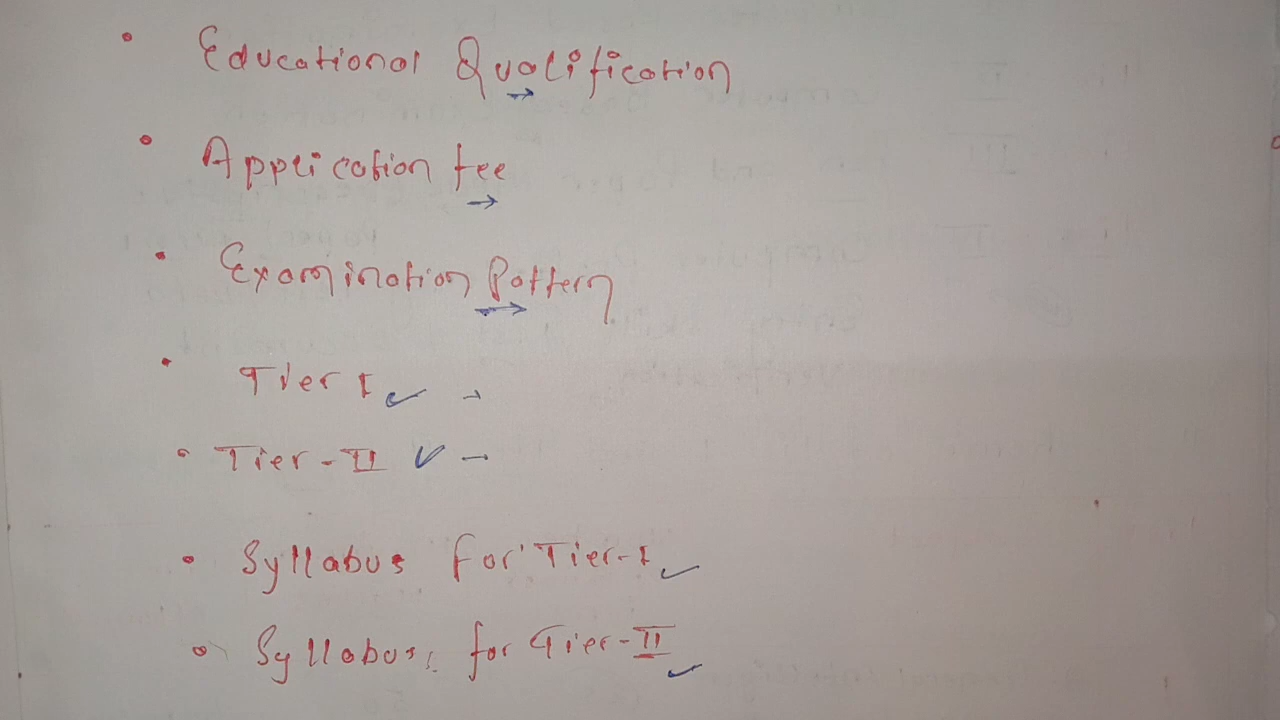 • Educational Qualification
→
• Application fee
→
• Examination Pattern
→
• Tier I ✓ →
• Tier-II ✓ –
• Syllabus for Tier-I ✓
• Syllabus for Tier-II ✓